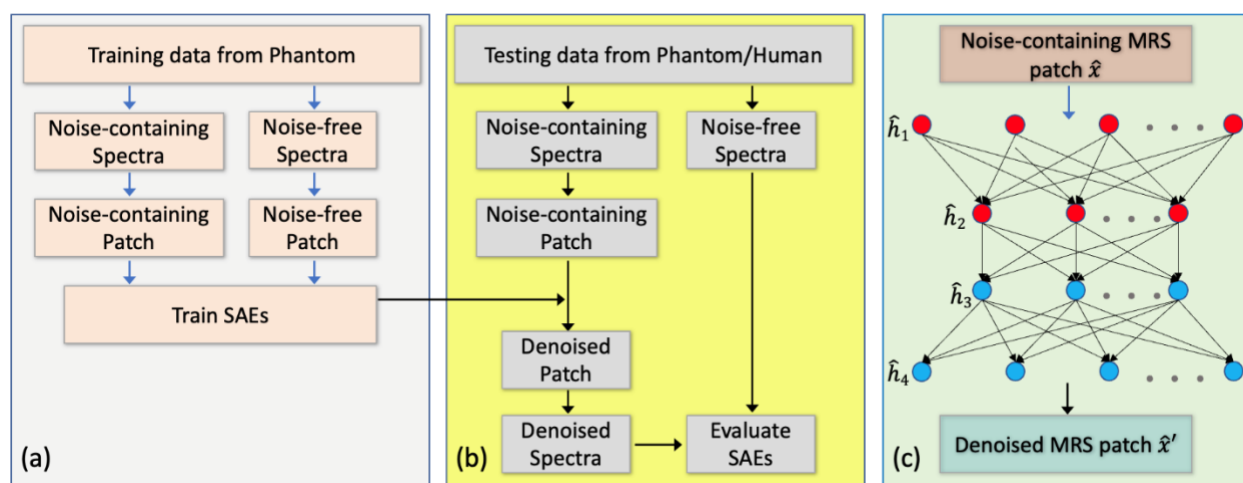 Training data from Phantom
Noise-containing
Spectra
Noise-free
Spectra
Noise-containing
Patch
Noise-free
Patch
Train SAEs
(a)
Testing data from Phantom/Human
Noise-containing
Spectra
Noise-free
Spectra
Noise-containing
Patch
Denoised
Patch
Denoised
Spectra
Evaluate
SAEs
(b)
Noise-containing MRS
patch x̂
ĥ₁
ĥ₂
ĥ₃
ĥ₄
Denoised MRS patch x̂′
(c)